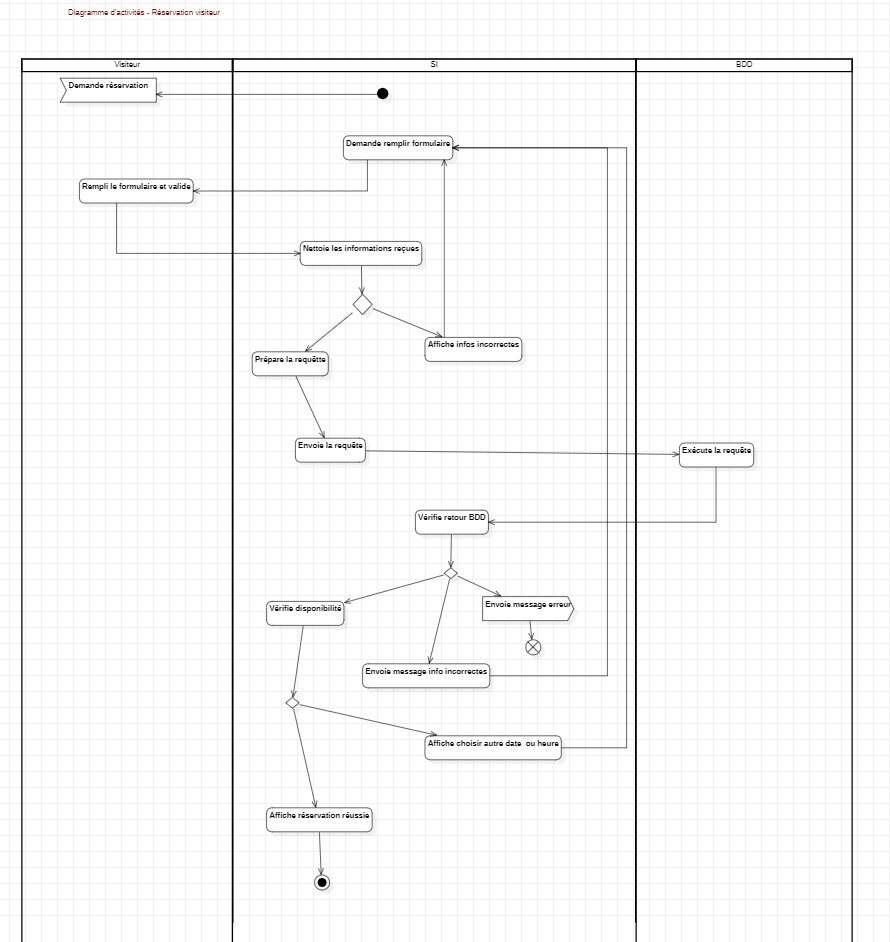 Diagramme d'activités - Réservation visiteur
Visiteur
SI
BDD
Demande réservation
Demande remplir formulaire
Rempli le formulaire et valide
Nettoie les informations reçues
Affiche infos incorrectes
Prépare la requêtte
Envoie la requête
Exécute la requête
Vérifie retour BDD
Vérifie disponibilité
Envoie message erreur
Envoie message info incorrectes
Affiche choisir autre date ou heure
Affiche réservation réussie